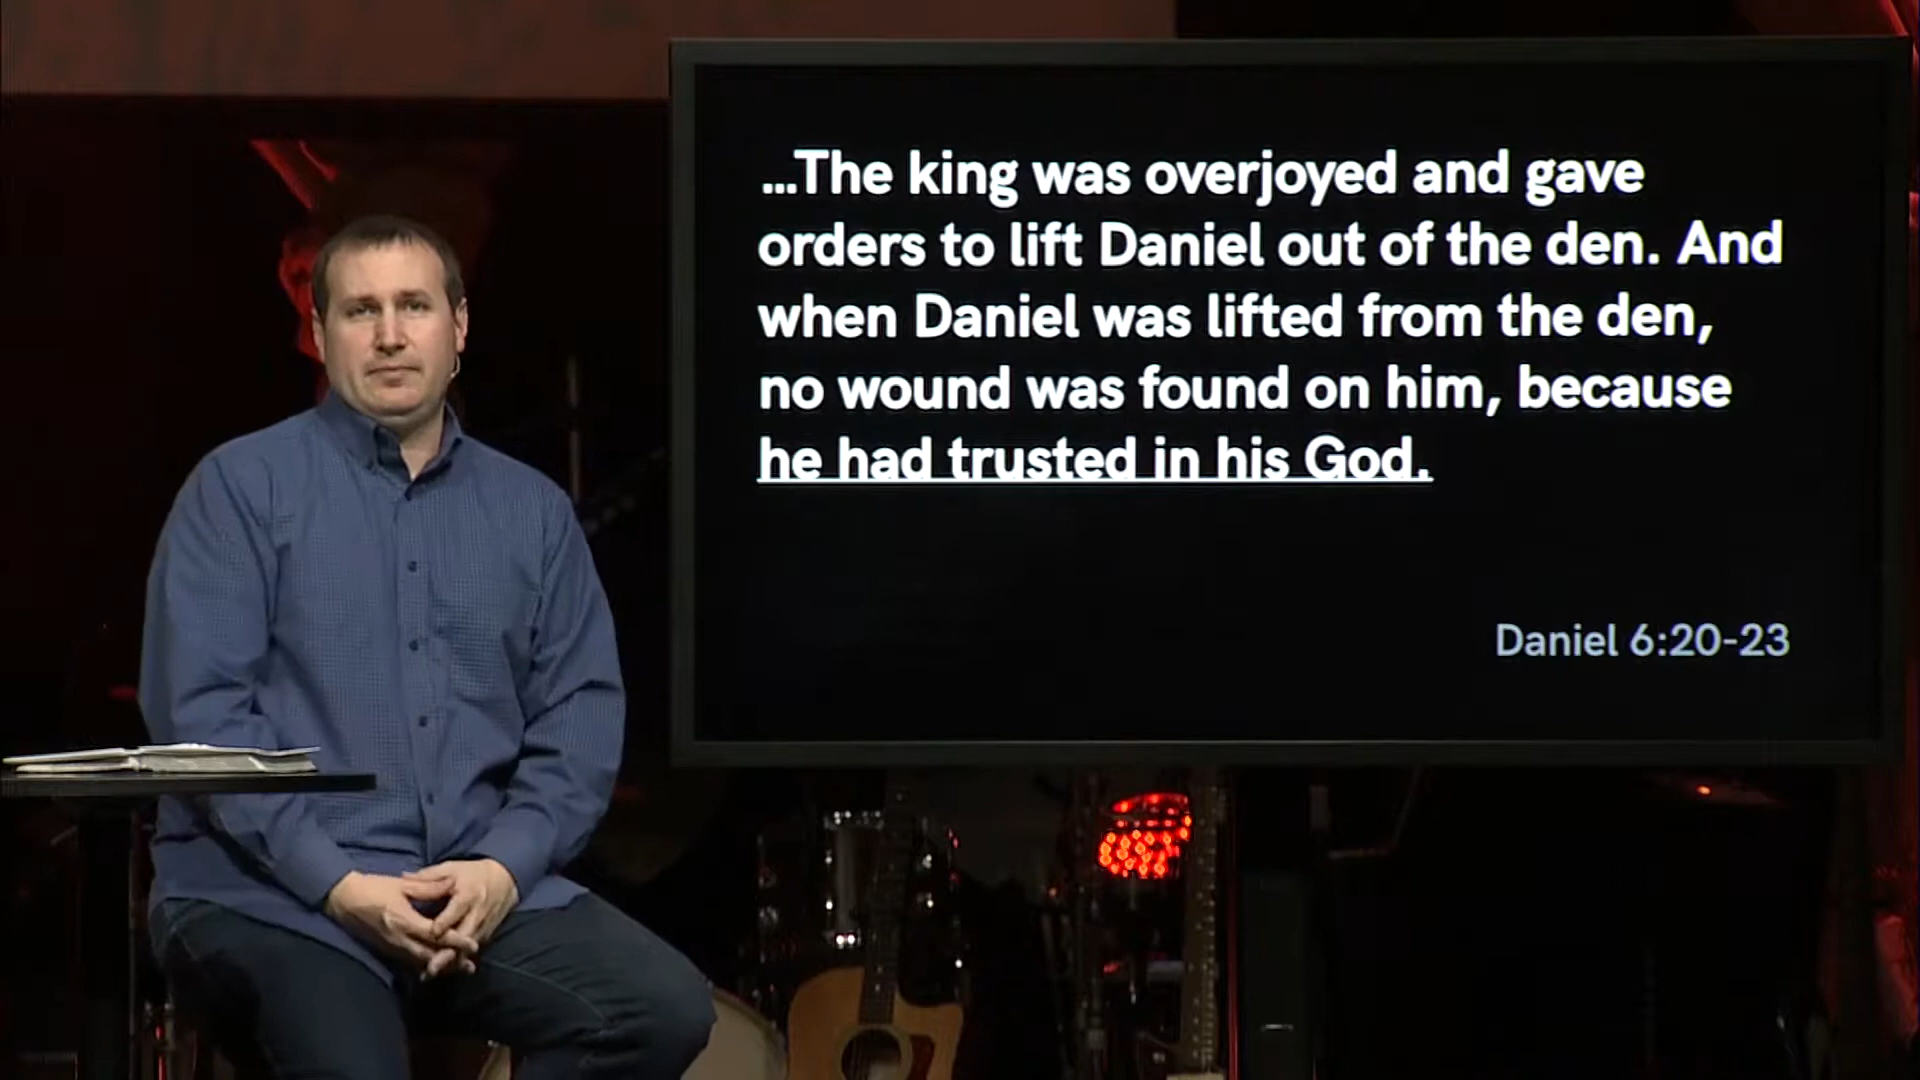 ...The king was overjoyed and gave
orders to lift Daniel out of the den. And
when Daniel was lifted from the den,
no wound was found on him, because
he had trusted in his God.
Daniel 6:20-23